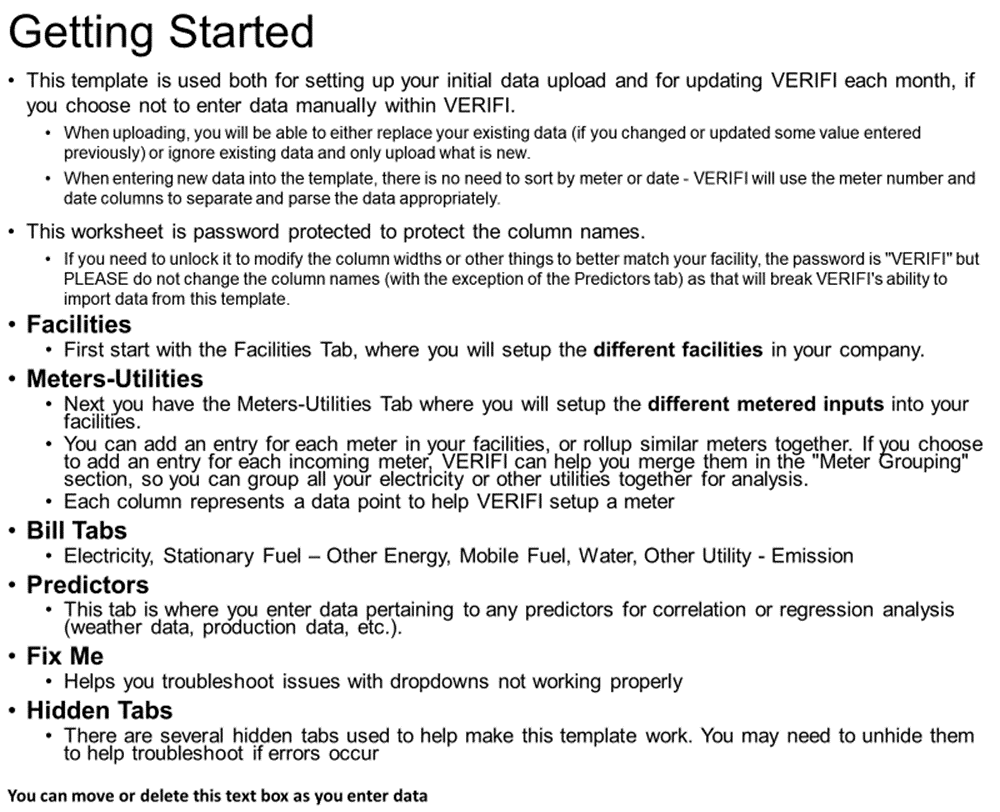 Getting Started
• This template is used both for setting up your initial data upload and for updating VERIFI each month, if
you choose not to enter data manually within VERIFI.
• When uploading, you will be able to either replace your existing data (if you changed or updated some value entered
previously) or ignore existing data and only upload what is new.
• When entering new data into the template, there is no need to sort by meter or date - VERIFI will use the meter number and
date columns to separate and parse the data appropriately.
• This worksheet is password protected to protect the column names.
• If you need to unlock it to modify the column widths or other things to better match your facility, the password is "VERIFI" but
PLEASE do not change the column names (with the exception of the Predictors tab) as that will break VERIFI's ability to
import data from this template.
• Facilities
• First start with the Facilities Tab, where you will setup the different facilities in your company.
• Meters-Utilities
• Next you have the Meters-Utilities Tab where you will setup the different metered inputs into your
facilities.
• You can add an entry for each meter in your facilities, or rollup similar meters together. If you choose
to add an entry for each incoming meter, VERIFI can help you merge them in the "Meter Grouping"
section, so you can group all your electricity or other utilities together for analysis.
• Each column represents a data point to help VERIFI setup a meter
• Bill Tabs
• Electricity, Stationary Fuel – Other Energy, Mobile Fuel, Water, Other Utility - Emission
• Predictors
• This tab is where you enter data pertaining to any predictors for correlation or regression analysis
(weather data, production data, etc.).
• Fix Me
• Helps you troubleshoot issues with dropdowns not working properly
• Hidden Tabs
• There are several hidden tabs used to help make this template work. You may need to unhide them
to help troubleshoot if errors occur
You can move or delete this text box as you enter data